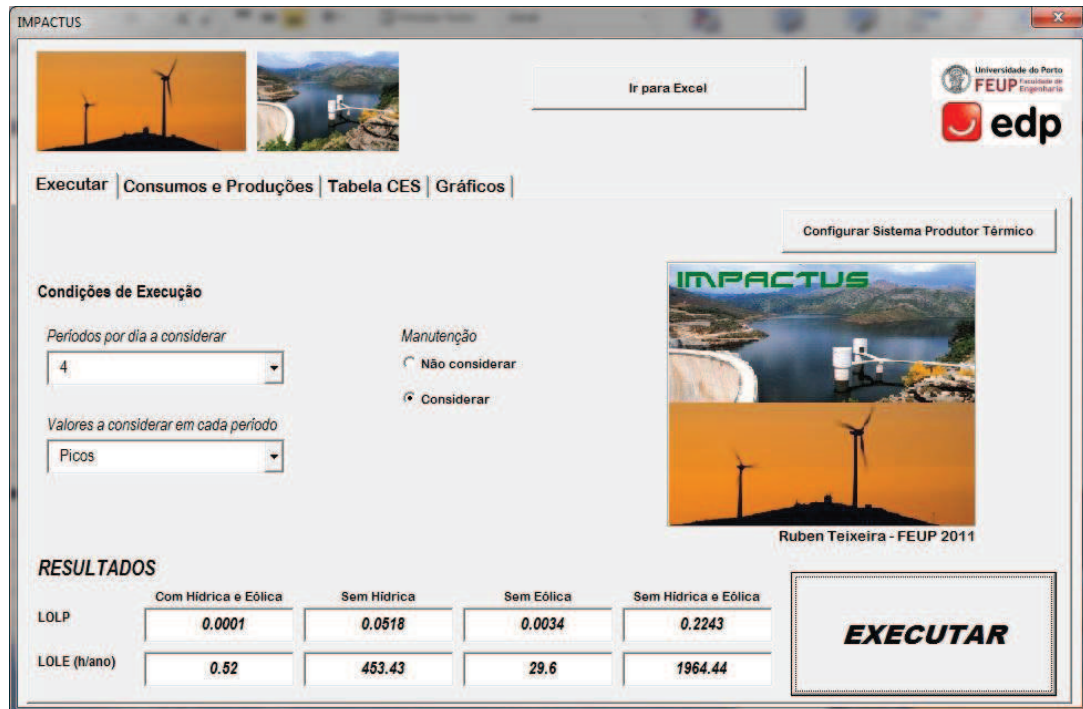 IMPACTUS
Ir para Excel
Universidade do Porto
FEUP Faculdade de Engenharia
edp
Executar Consumos e Produções Tabela CES Gráficos
Configurar Sistema Produtor Térmico
IMPACTUS
Condições de Execução
Períodos por dia a considerar
4
Manutenção
Não considerar
Considerar
Valores a considerar em cada período
Picos
Ruben Teixeira - FEUP 2011
RESULTADOS
Com Hídrica e Eólica Sem Hídrica Sem Eólica Sem Hídrica e Eólica
LOLP 0.0001 0.0518 0.0034 0.2243
LOLE (h/ano) 0.52 453.43 29.6 1964.44
EXECUTAR